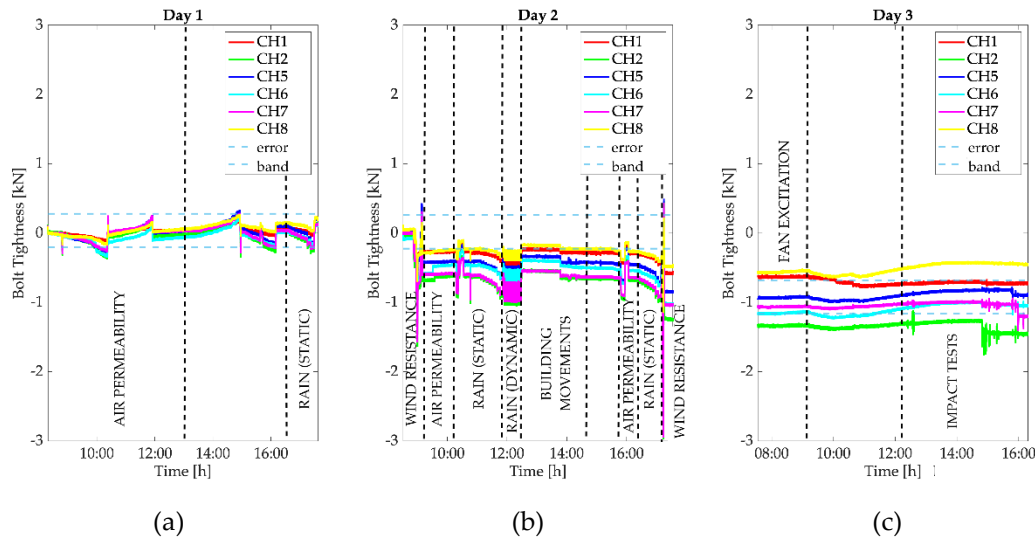 Day 1
3
2
1
0
-1
-2
-3
Bolt Tightness [kN]
10:00
12:00
14:00
16:00
Time [h]
CH1
CH2
CH5
CH6
CH7
CH8
error
band
AIR PERMEABILITY
RAIN (STATIC)
(a)
Day 2
3
2
1
0
-1
-2
-3
Bolt Tightness [kN]
10:00
12:00
14:00
16:00
Time [h]
CH1
CH2
CH5
CH6
CH7
CH8
error
band
WIND RESISTANCE
AIR PERMEABILITY
RAIN (STATIC)
RAIN (DYNAMIC)
BUILDING
MOVEMENTS
AIR PERMEABILITY
RAIN (STATIC)
WIND RESISTANCE
(b)
Day 3
3
2
1
0
-1
-2
-3
Bolt Tightness [kN]
08:00
10:00
12:00
14:00
16:00
Time [h]
CH1
CH2
CH5
CH6
CH7
CH8
error
band
FAN EXCITATION
IMPACT TESTS
(c)